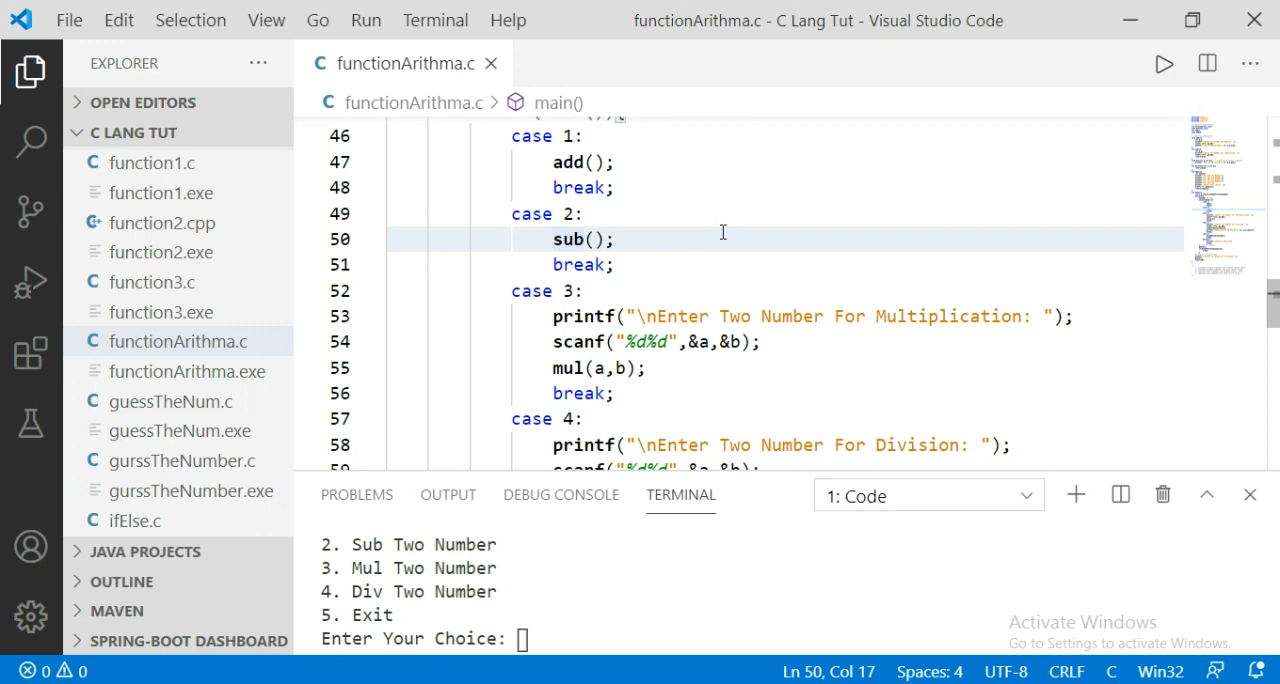 File Edit Selection View Go Run Terminal Help functionArithma.c - C Lang Tut - Visual Studio Code
EXPLORER ···
C functionArithma.c
C functionArithma.c > main()
OPEN EDITORS
C LANG TUT
C function1.c
function1.exe
function2.cpp
function2.exe
C function3.c
function3.exe
C functionArithma.c
functionArithma.exe
C guessTheNum.c
guessTheNum.exe
C gurssTheNumber.c
gurssTheNumber.exe
C ifElse.c
JAVA PROJECTS
OUTLINE
MAVEN
SPRING-BOOT DASHBOARD
46 case 1:
47 add();
48 break;
49 case 2:
50 sub();
51 break;
52 case 3:
53 printf("\nEnter Two Number For Multiplication: ");
54 scanf("%d%d",&a,&b);
55 mul(a,b);
56 break;
57 case 4:
58 printf("\nEnter Two Number For Division: ");
59 scanf("%d%d",&a,&b);
PROBLEMS OUTPUT DEBUG CONSOLE TERMINAL 1: Code
2. Sub Two Number
3. Mul Two Number
4. Div Two Number
5. Exit
Enter Your Choice:
Activate Windows
Go to Settings to activate Windows.
0 0 Ln 50, Col 17 Spaces: 4 UTF-8 CRLF C Win32